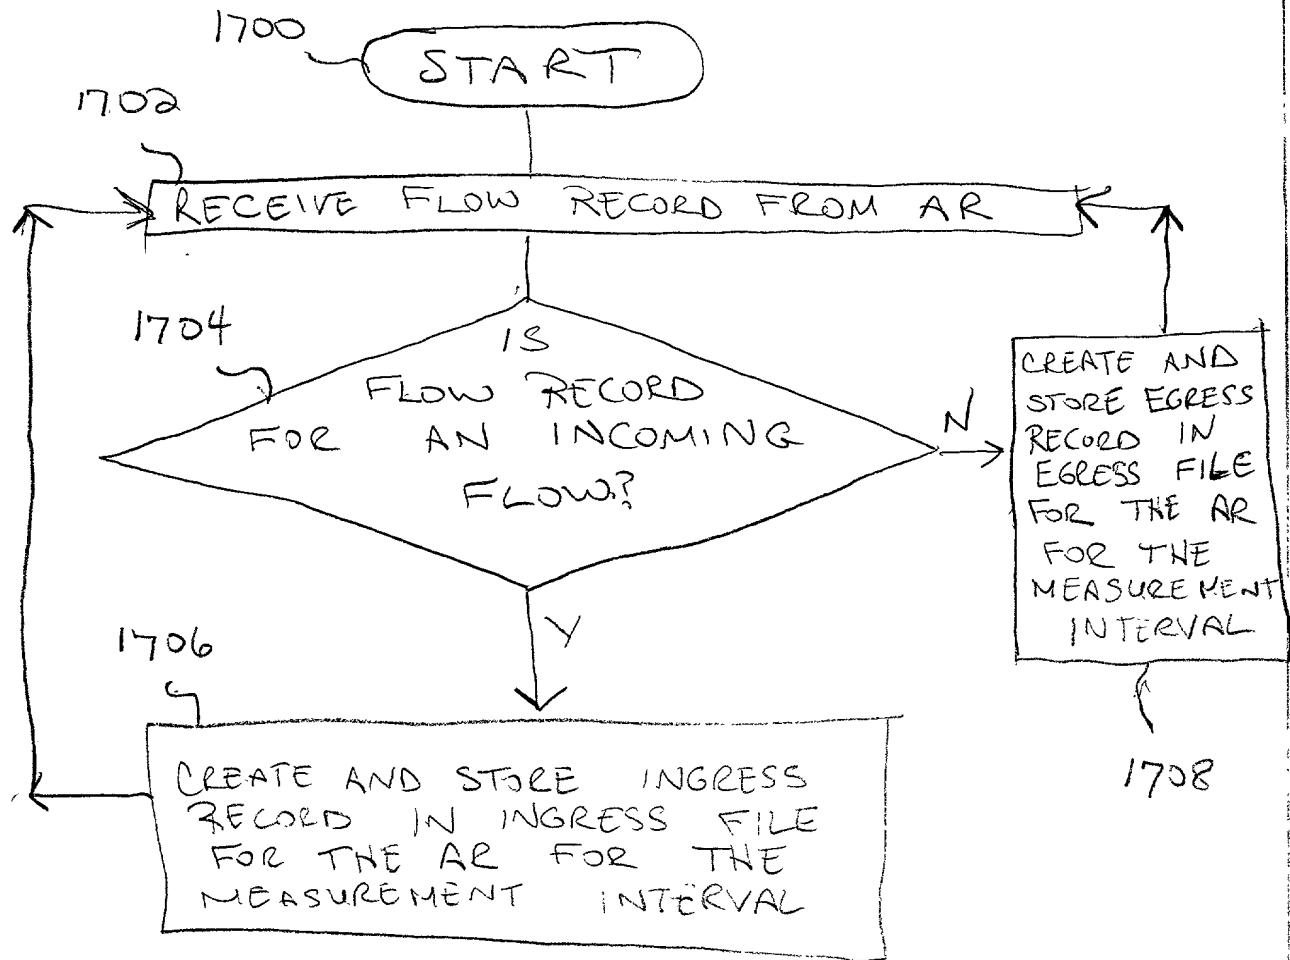 1700
START
1702
RECEIVE FLOW RECORD FROM AR
1704
IS
FLOW RECORD
FOR AN INCOMING
FLOW?
N
CREATE AND
STORE EGRESS
RECORD IN
EGRESS FILE
FOR THE AR
FOR THE
MEASUREMENT
INTERVAL
1708
Y
1706
CREATE AND STORE INGRESS
RECORD IN INGRESS FILE
FOR THE AR FOR THE
MEASUREMENT INTERVAL